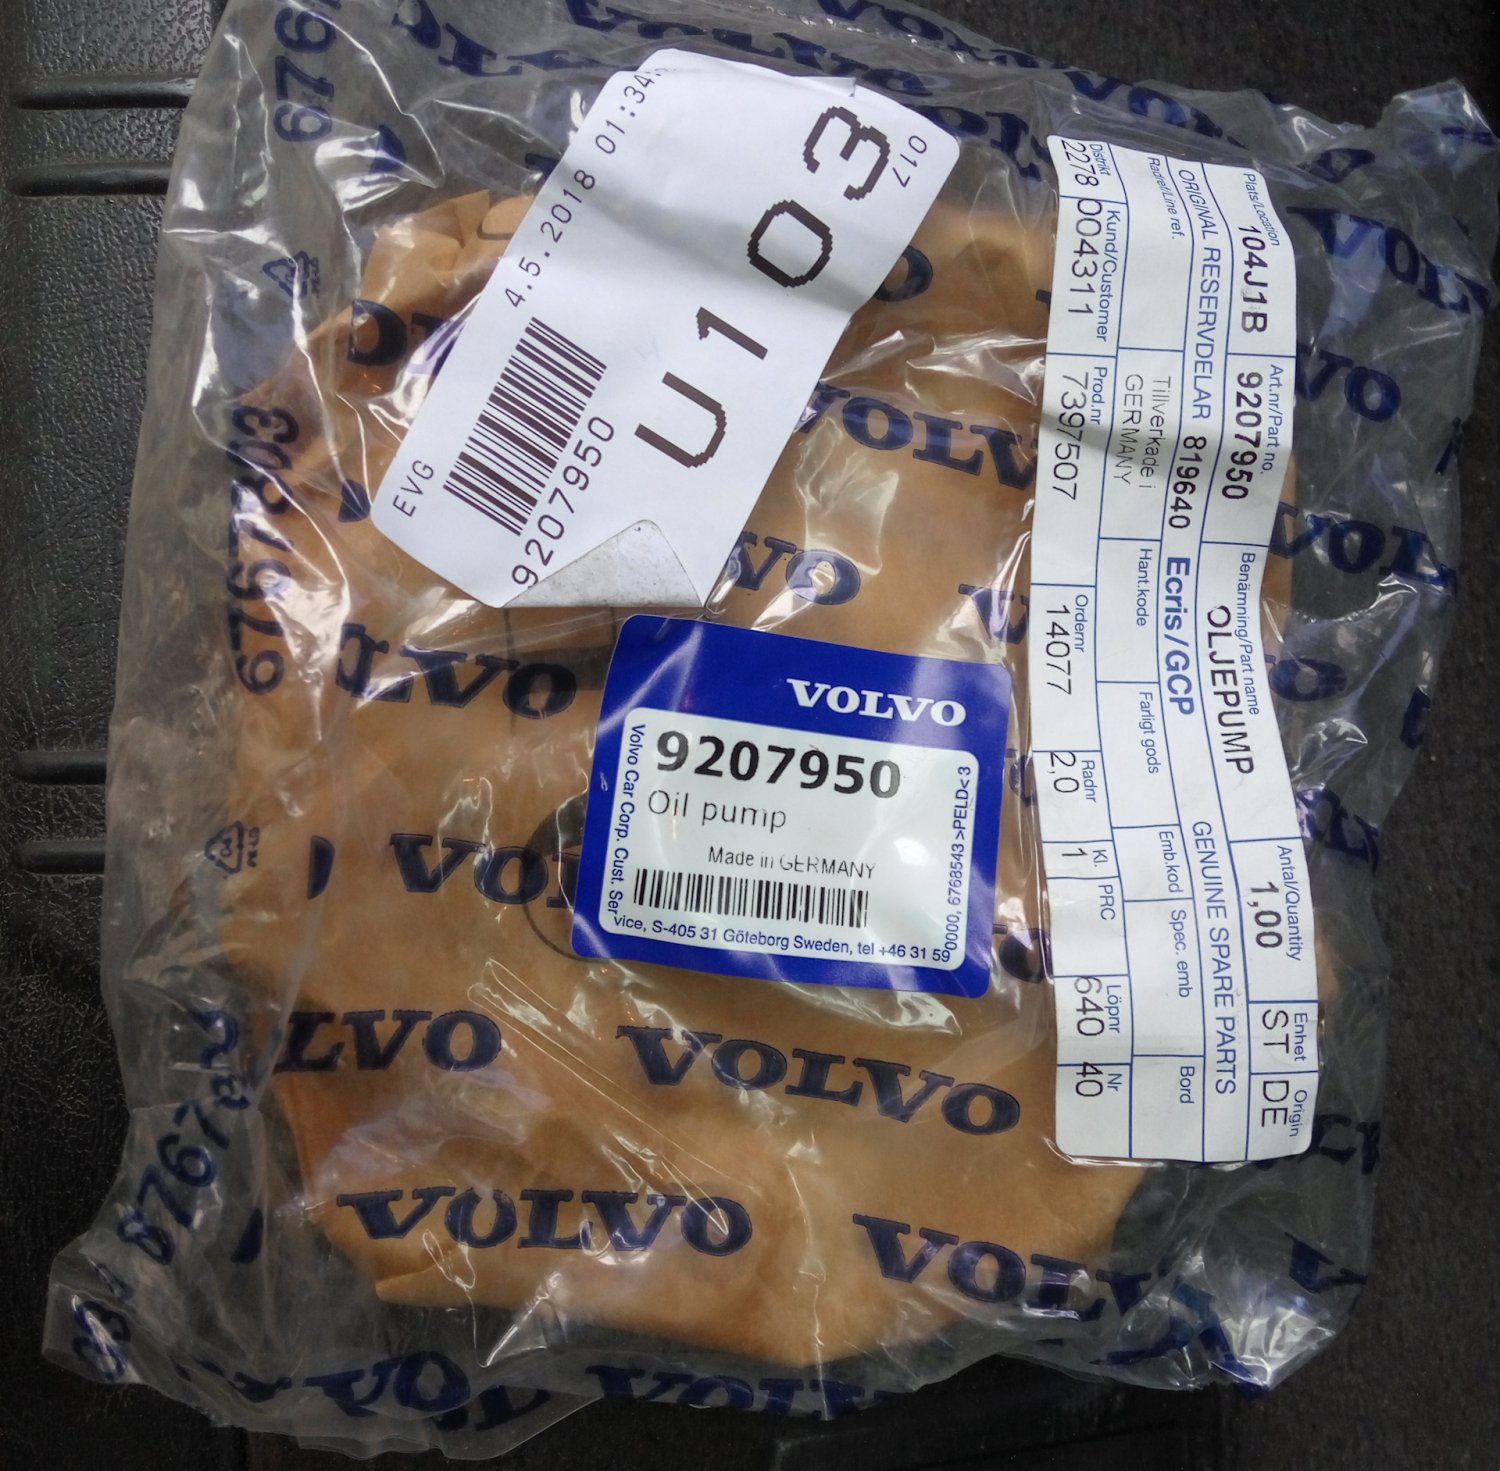 4.5.2018 01:34:
017
U103
EVG
9207950
VOLVO
9207950
Oil pump
Made in GERMANY
Volvo Car Corp. Cust. Service, S-405 31 Göteborg Sweden, tel +46 31 59
0000, 6768543 >PELD<3
Plats/Location
104J1B
Art.nr/Part no.
9207950
Benämning/Part name
OLJEPUMP
Antal/Quantity
1,00
Enhet
ST
Origin
DE
ORIGINAL RESERVDELAR 819640 Ecris/GCP GENUINE SPARE PARTS
Radref/Line ref.
Tillverkade i
GERMANY
Hant.kode
Farligt gods
Emb.kod
Spec. emb
Bord
Distrikt
2278
Kund/Customer
004311
Prod.nr
7397507
Ordernr
14077
Radnr
2,0
Kl.
1
PRC
Löpnr
640
Nr
40
VOLVO
VOLVO
VOLVO
VOLVO
VOLVO
6767803